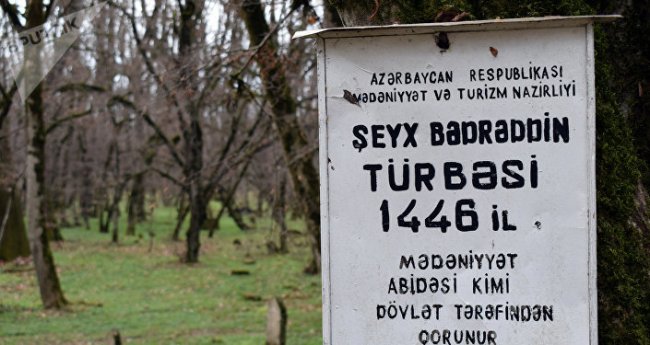 AZƏRBAYCAN RESPUBLİKASI
MƏDƏNİYYƏT VƏ TURİZM NAZİRLİYİ
ŞEYX BƏDRƏDDİN
TÜRBƏSİ
1446 İL
MƏDƏNİYYƏT
ABİDƏSİ KİMİ
DÖVLƏT TƏRƏFİNDƏN
QORUNUR